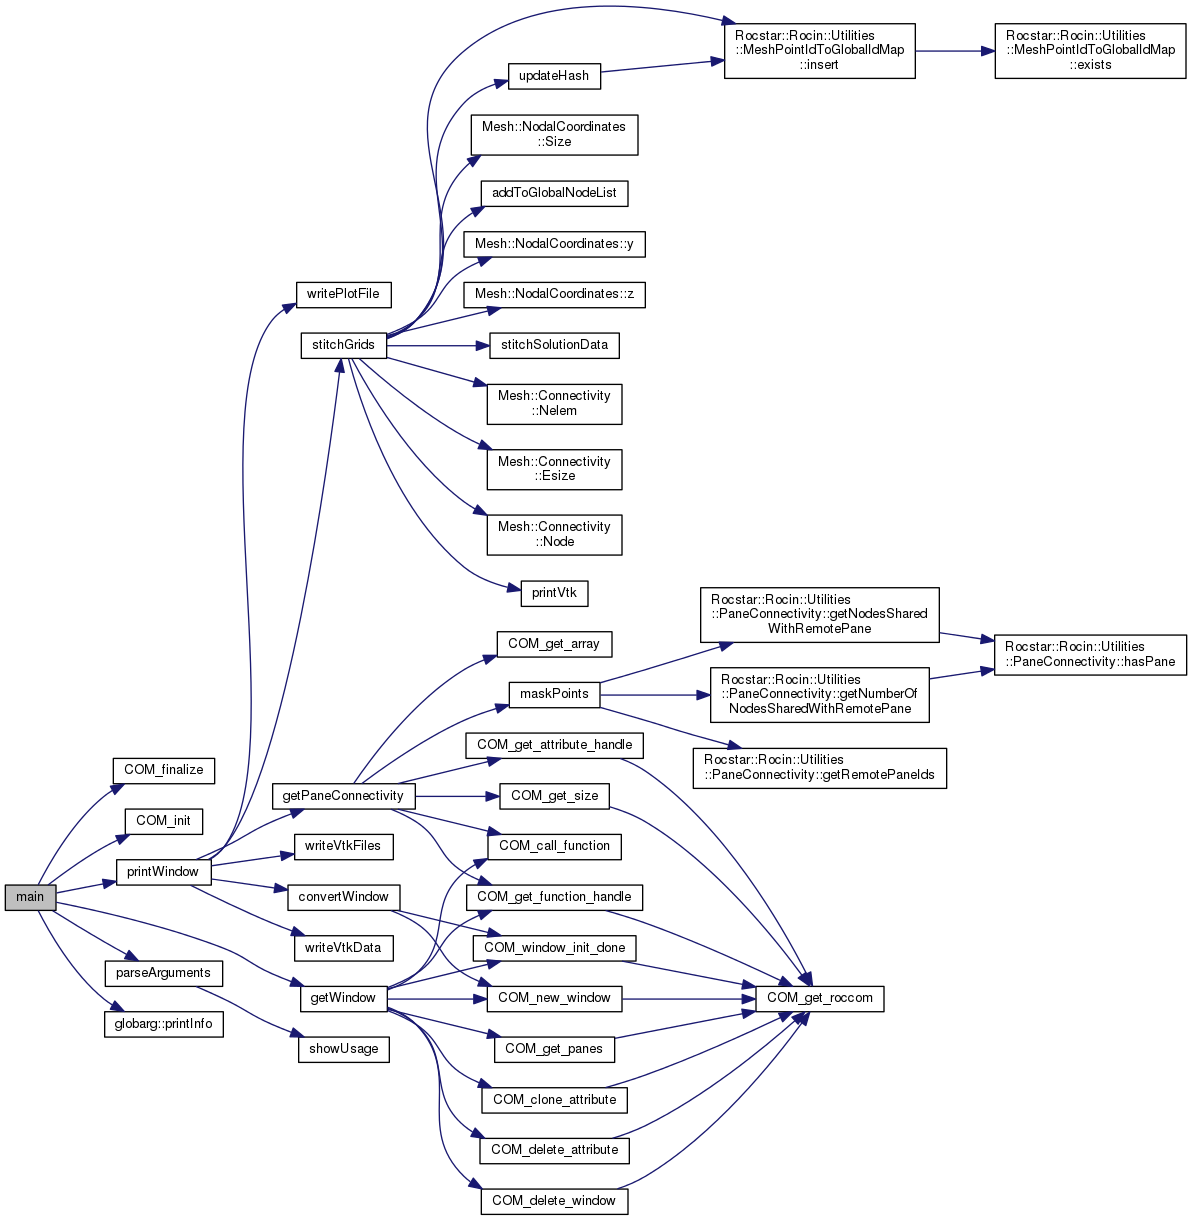 Rocstar::Rocin::Utilities
::MeshPointIdToGlobalIdMap
::insert
Rocstar::Rocin::Utilities
::MeshPointIdToGlobalIdMap
::exists
updateHash
Mesh::NodalCoordinates
::Size
addToGlobalNodeList
Mesh::NodalCoordinates::y
Mesh::NodalCoordinates::z
writePlotFile
stitchGrids
stitchSolutionData
Mesh::Connectivity
::Nelem
Mesh::Connectivity
::Esize
Mesh::Connectivity
::Node
printVtk
Rocstar::Rocin::Utilities
::PaneConnectivity::getNodesShared
WithRemotePane
COM_get_array
Rocstar::Rocin::Utilities
::PaneConnectivity::hasPane
maskPoints
Rocstar::Rocin::Utilities
::PaneConnectivity::getNumberOf
NodesSharedWithRemotePane
COM_get_attribute_handle
Rocstar::Rocin::Utilities
::PaneConnectivity::getRemotePaneIds
COM_finalize
getPaneConnectivity
COM_get_size
COM_init
writeVtkFiles
COM_call_function
printWindow
main
convertWindow
COM_get_function_handle
writeVtkData
COM_window_init_done
parseArguments
getWindow
COM_new_window
COM_get_roccom
globarg::printInfo
showUsage
COM_get_panes
COM_clone_attribute
COM_delete_attribute
COM_delete_window